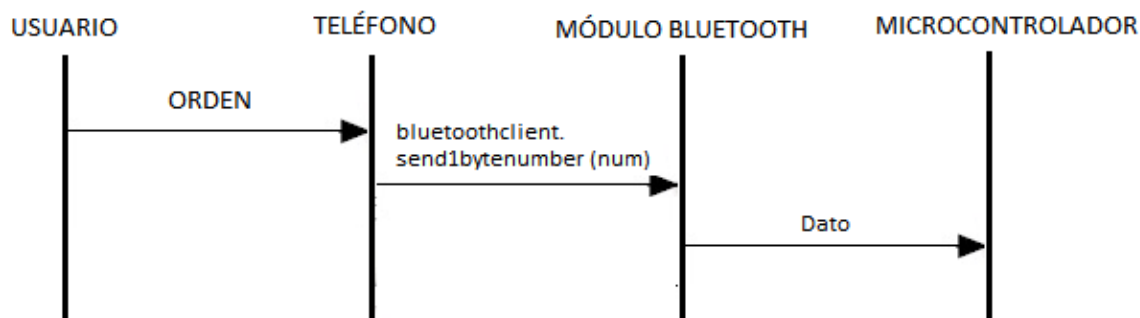 USUARIO
TELÉFONO
MÓDULO BLUETOOTH
MICROCONTROLADOR
ORDEN
bluetoothclient.
send1bytenumber (num)
Dato